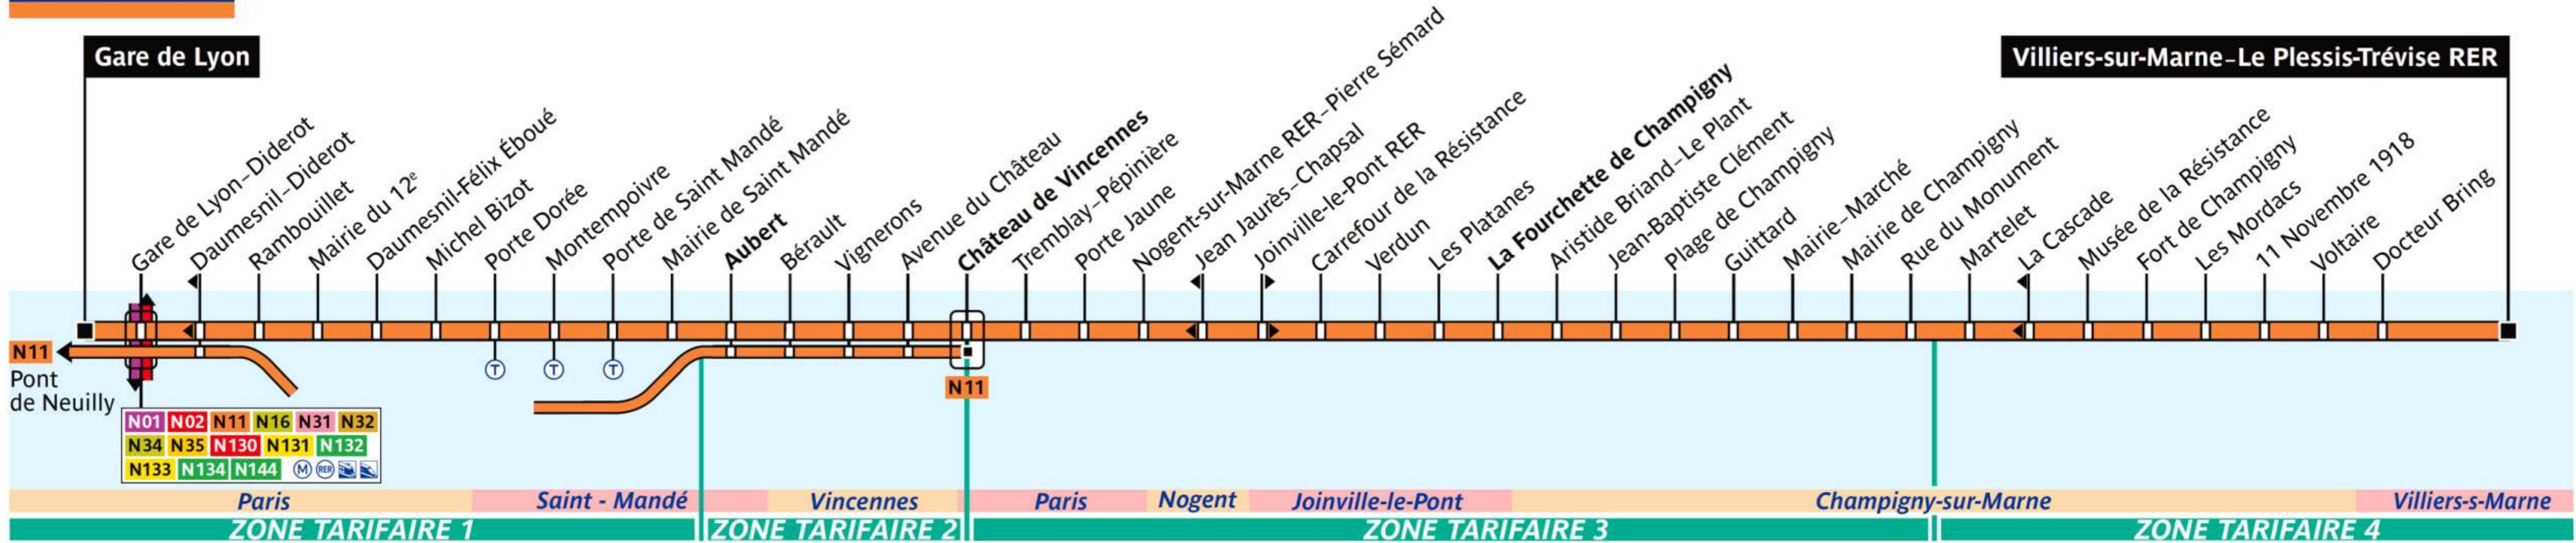 Gare de Lyon
Villiers-sur-Marne–Le Plessis-Trévise RER
Gare de Lyon–Diderot
Daumesnil–Diderot
Rambouillet
Mairie du 12e
Daumesnil-Félix Éboué
Michel Bizot
Porte Dorée
Montempoivre
Porte de Saint Mandé
Mairie de Saint Mandé
Aubert
Bérault
Vignerons
Avenue du Château
Château de Vincennes
Tremblay–Pépinière
Porte Jaune
Nogent-sur-Marne RER–Pierre Sémard
Jean Jaurès–Chapsal
Joinville-le-Pont RER
Carrefour de la Résistance
Verdun
Les Platanes
La Fourchette de Champigny
Aristide Briand–Le Plant
Jean-Baptiste Clément
Plage de Champigny
Guittard
Mairie–Marché
Mairie de Champigny
Rue du Monument
Martelet
La Cascade
Musée de la Résistance
Fort de Champigny
Les Mordacs
11 Novembre 1918
Voltaire
Docteur Bring
N11
Pont
de Neuilly
T T T
N11
N01 N02 N11 N16 N31 N32
N34 N35 N130 N131 N132
N133 N134 N144 M RER
Paris Saint - Mandé Vincennes Paris Nogent Joinville-le-Pont Champigny-sur-Marne Villiers-s-Marne
ZONE TARIFAIRE 1 ZONE TARIFAIRE 2 ZONE TARIFAIRE 3 ZONE TARIFAIRE 4